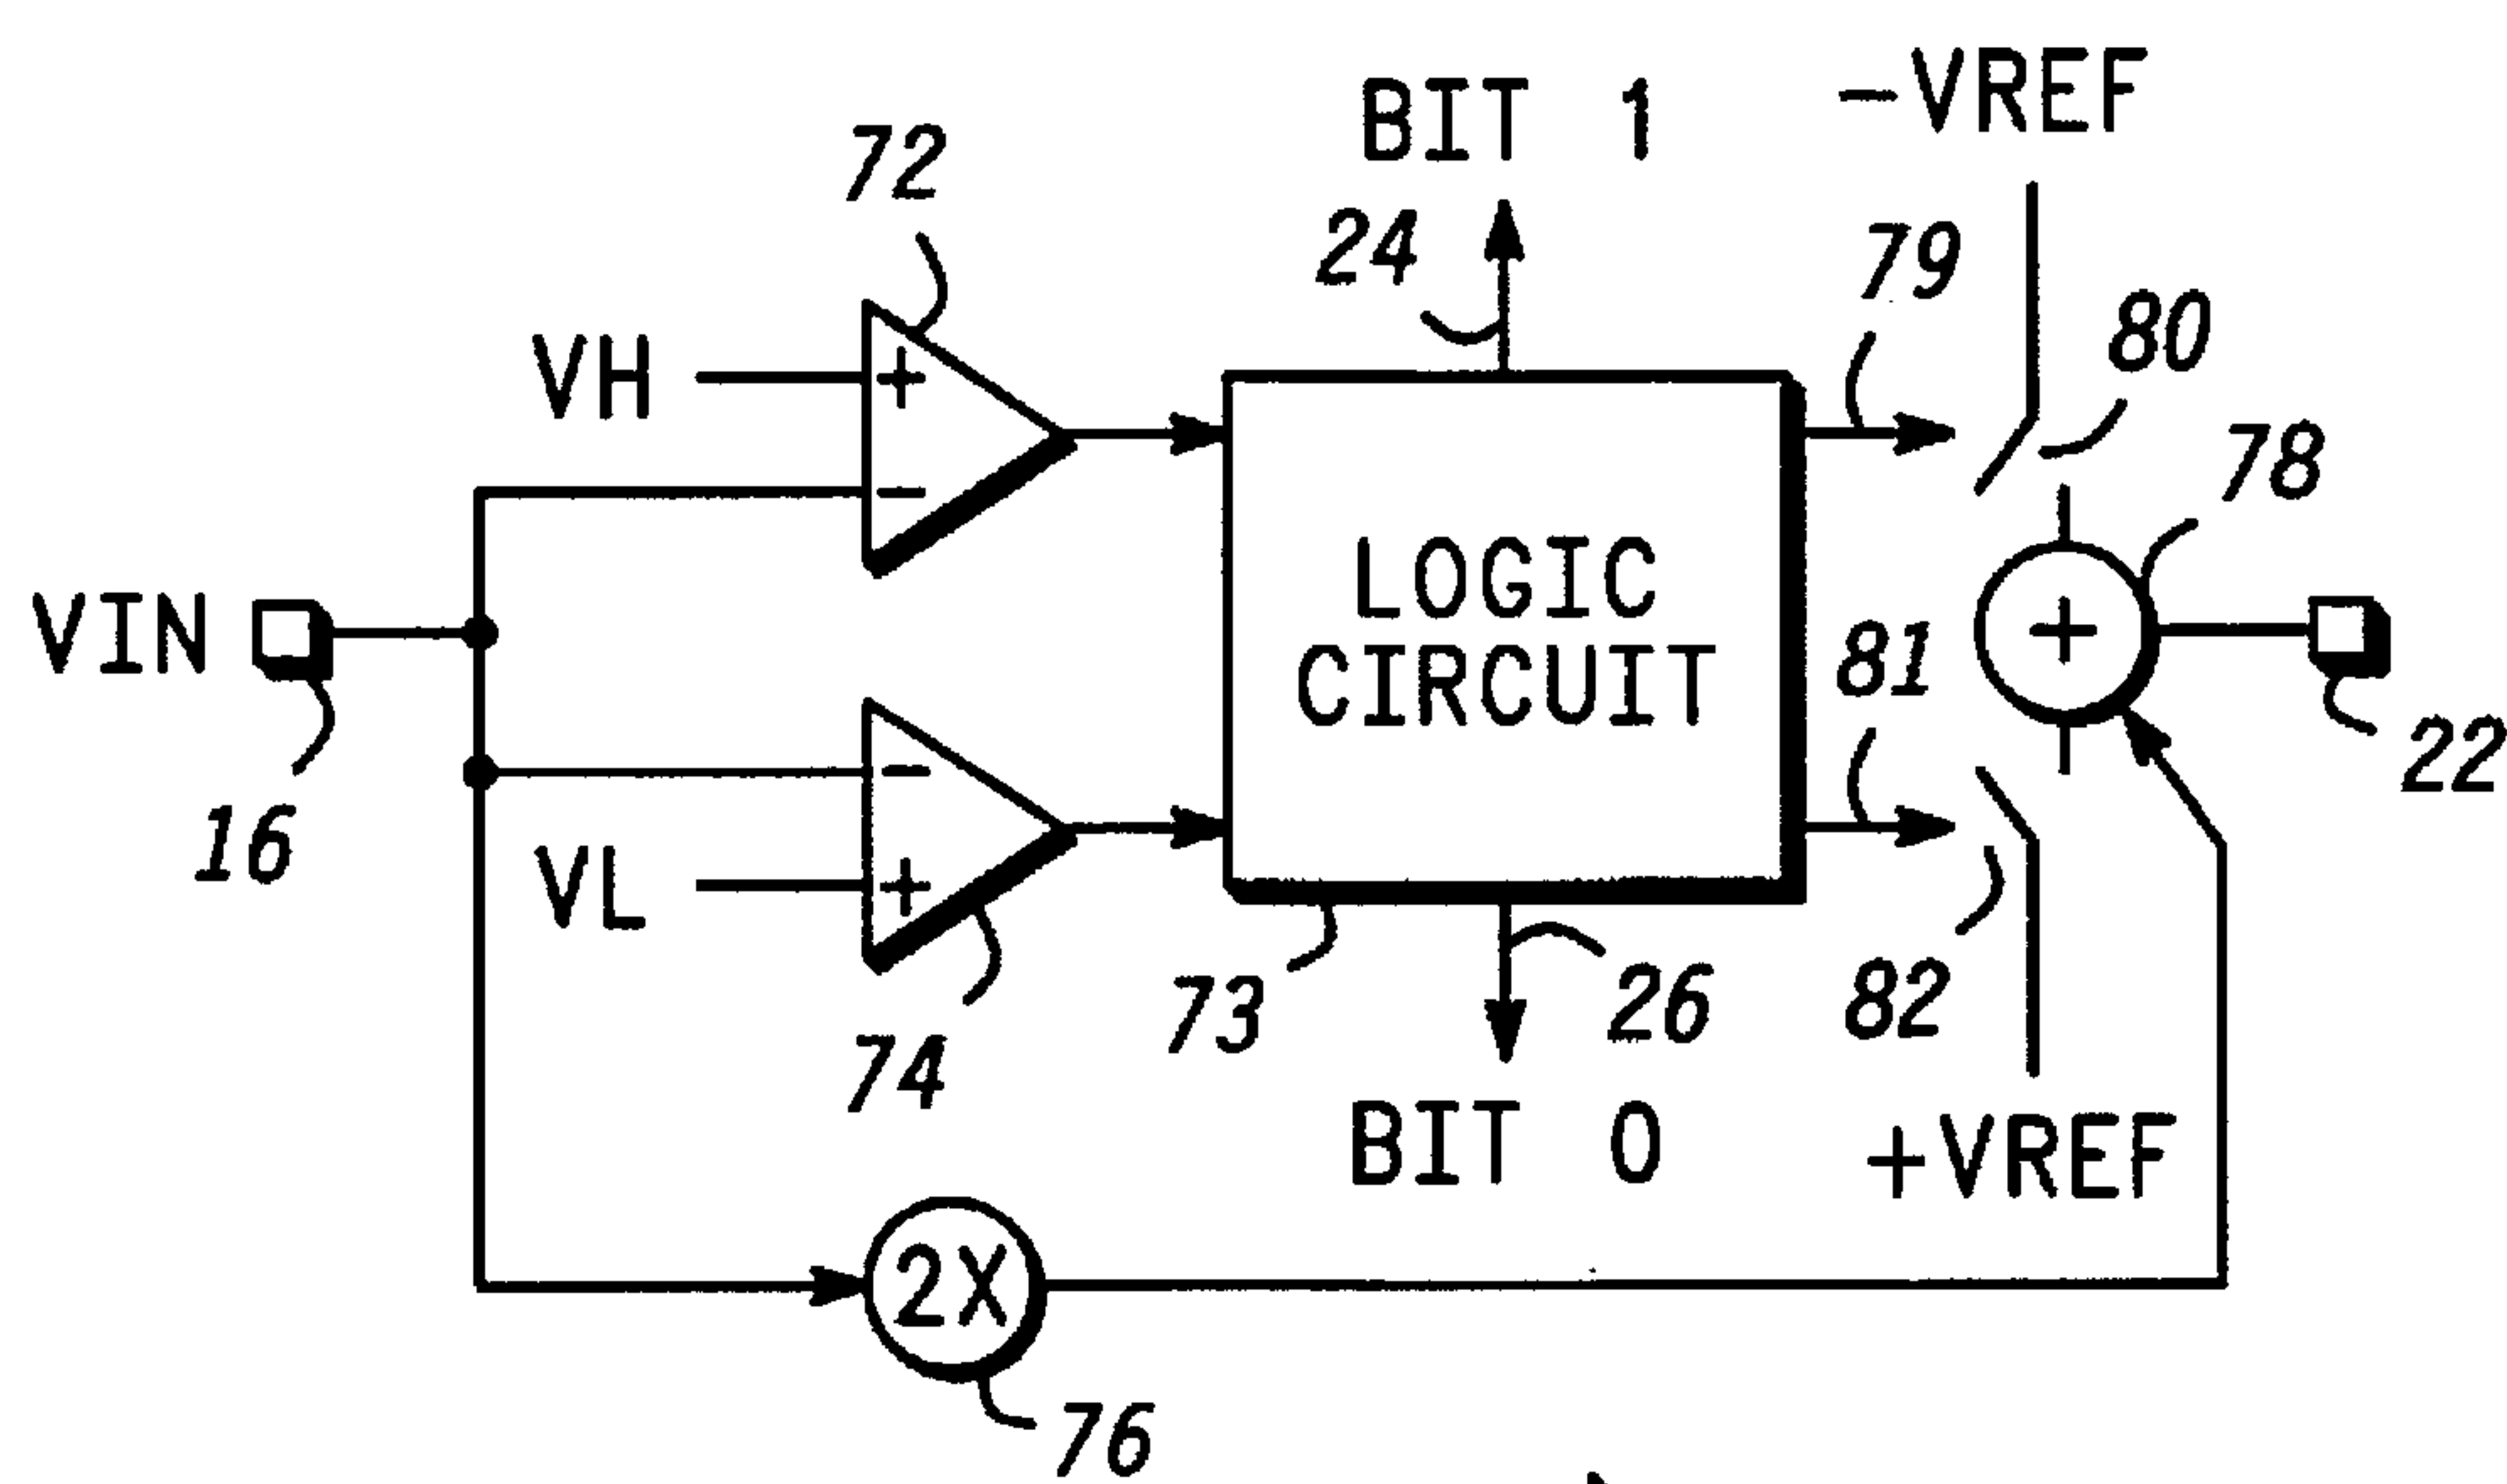 -VREF
BIT 1
72
24
79
80
VH
+
78
-
LOGIC
CIRCUIT
VIN
+
81
22
-
16
VL
+
82
73
26
74
BIT 0
+VREF
2X
76